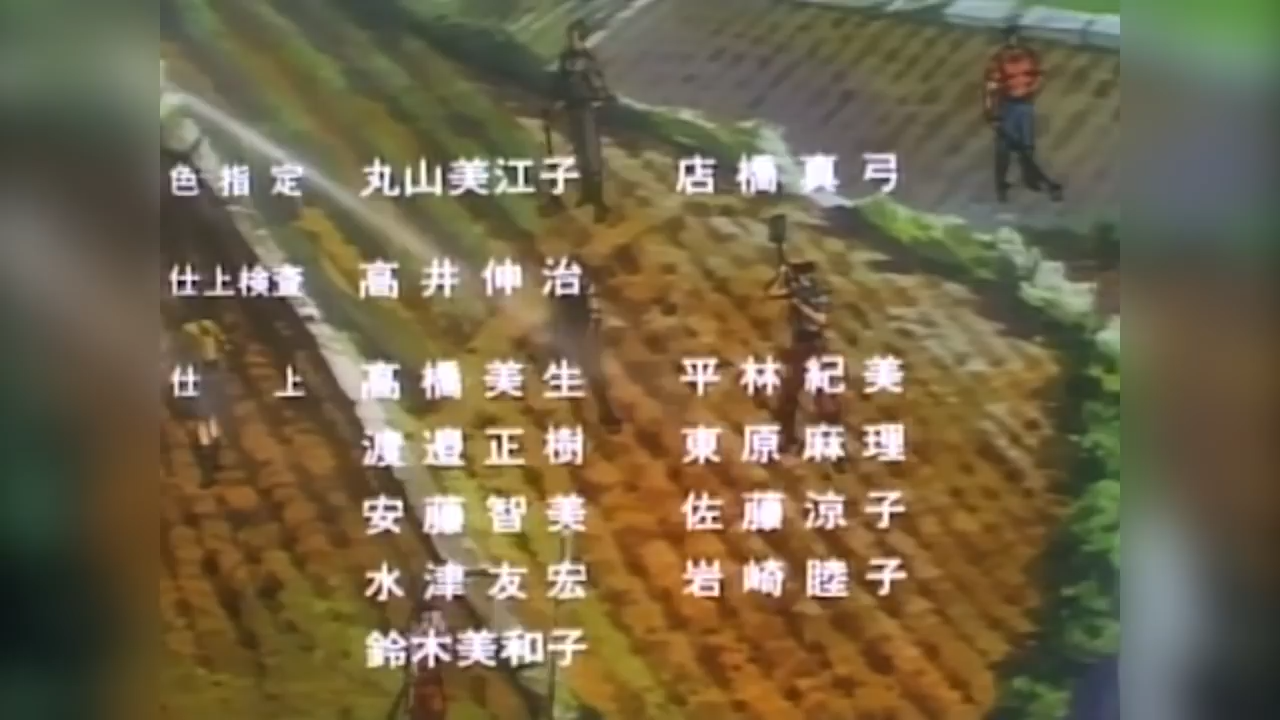 色指定 丸山美江子 店橋真弓
仕上検査 高井伸治
仕上 高橋美生 平林紀美
渡邉正樹 東原麻理
安藤智美 佐藤涼子
水津友宏 岩崎睦子
鈴木美和子